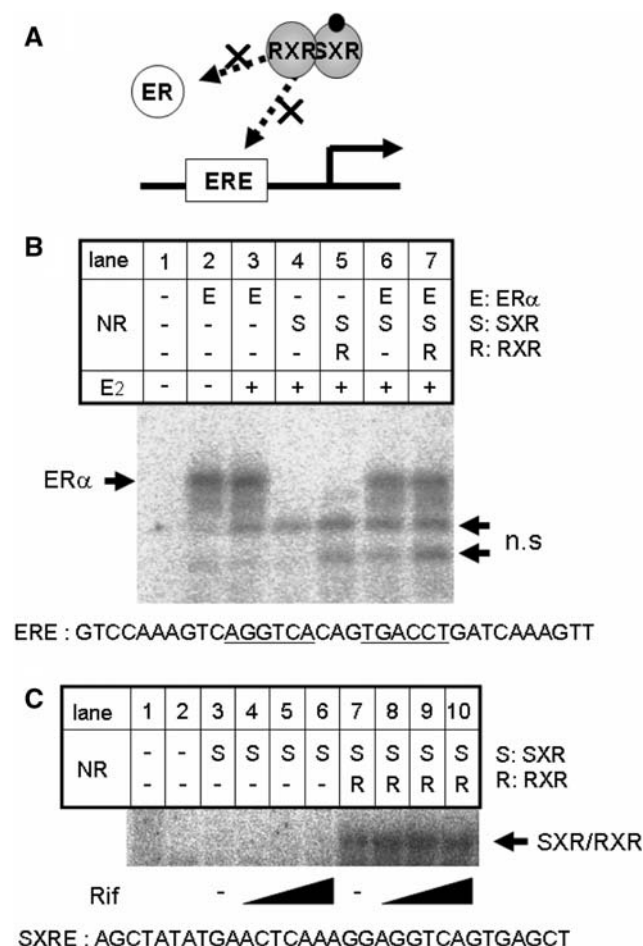 A
RXR SXR
ER
ERE
B
lane 1 2 3 4 5 6 7
NR - E E - - E E
- - - S S S S
- - - - R - R
E2 - - + + + + +
E: ERα
S: SXR
R: RXR
ERα
n.s
ERE : GTCCAAAGTCAGGTCACAGTGACCTGATCAAAGTT
C
lane 1 2 3 4 5 6 7 8 9 10
NR - - S S S S S S S S
- - - - - - R R R R
S: SXR
R: RXR
SXR/RXR
Rif - -
SXRE : AGCTATATGAACTCAAAGGAGGTCAGTGAGCT